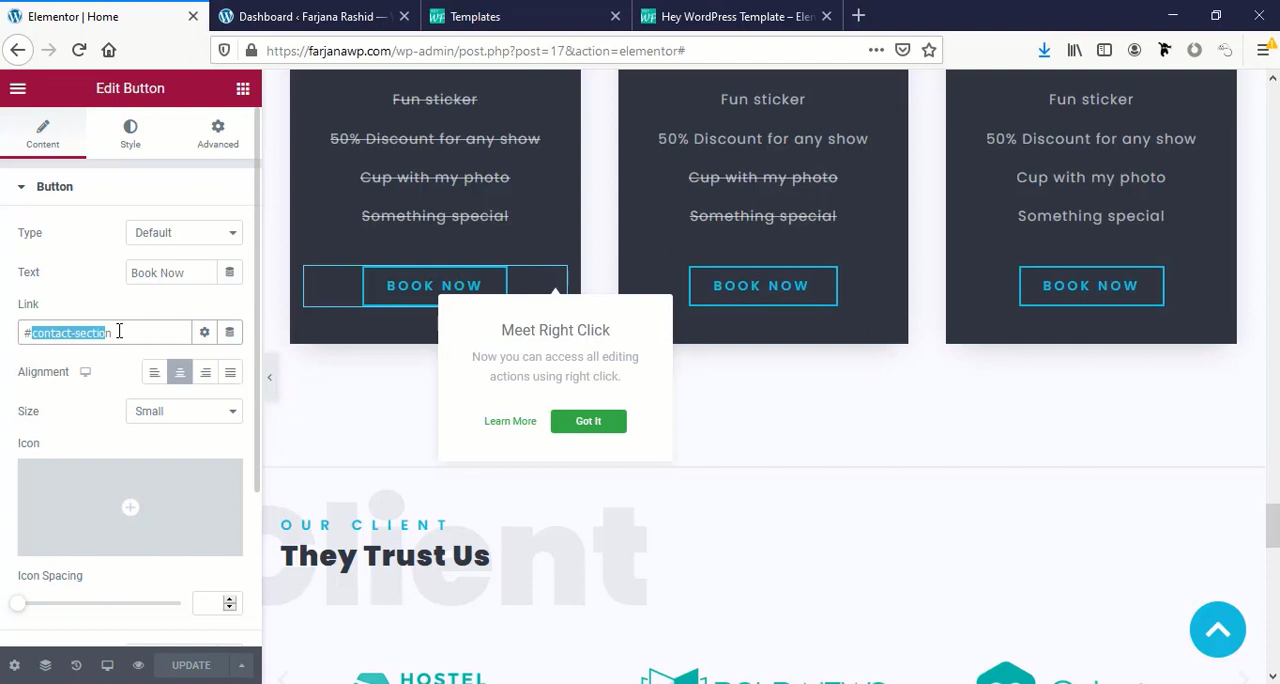 Elementor | Home
Dashboard ‹ Farjana Rashid —
Templates
Hey WordPress Template – Elem
https://farjanawp.com/wp-admin/post.php?post=17&action=elementor#
Edit Button
Content
Style
Advanced
Button
Type
Default
Text
Book Now
Link
#contact-section
Alignment
Size
Small
Icon
Icon Spacing
UPDATE
Fun sticker
50% Discount for any show
Cup with my photo
Something special
BOOK NOW
Fun sticker
50% Discount for any show
Cup with my photo
Something special
BOOK NOW
Fun sticker
50% Discount for any show
Cup with my photo
Something special
BOOK NOW
Meet Right Click
Now you can access all editing
actions using right click.
Learn More
Got It
Client
OUR CLIENT
They Trust Us
HOSTEL